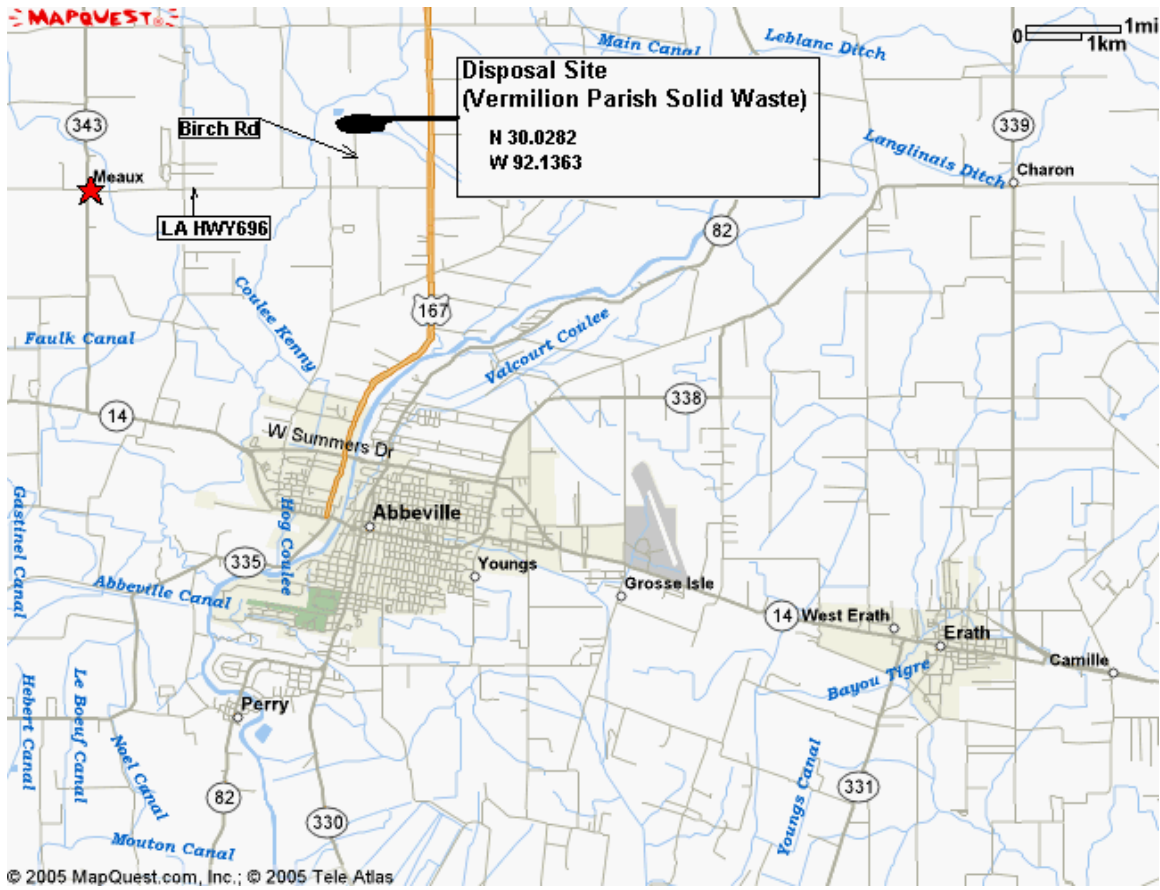 MAPQUEST
Main Canal
Leblanc Ditch
0 1mi
1km
Disposal Site
(Vermilion Parish Solid Waste)
N 30.0282
W 92.1363
343
Birch Rd
339
Langlinais Ditch
Meaux
Charon
LA HWY696
82
Coulee Kenny
167
Faulk Canal
Valcourt Coulee
338
14
W Summers Dr
Gastinel Canal
Hog Coulee
Abbeville
335
Youngs
Abbeville Canal
Grosse Isle
14
West Erath
Erath
Camille
Bayou Tigre
Hebert Canal
Le Boeuf Canal
Perry
Noel Canal
Youngs Canal
82
331
330
Mouton Canal
© 2005 MapQuest.com, Inc.; © 2005 Tele Atlas